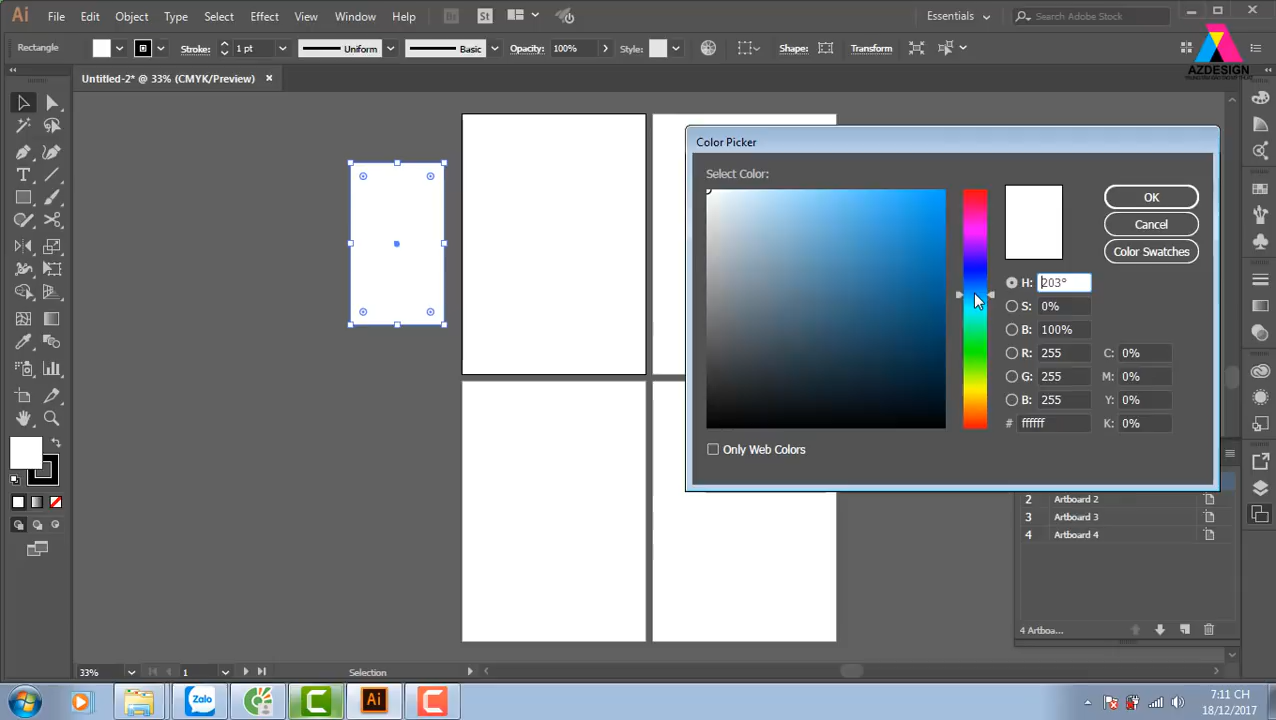 Ai File Edit Object Type Select Effect View Window Help Br St Essentials Search Adobe Stock
Rectangle Stroke: 1 pt Uniform Basic Opacity: 100% Style: Shape: Transform
AZDESIGN
Untitled-2* @ 33% (CMYK/Preview)
Color Picker
Select Color:
OK
Cancel
Color Swatches
H: 203°
S: 0%
B: 100%
R: 255 C: 0%
G: 255 M: 0%
B: 255 Y: 0%
# ffffff K: 0%
Only Web Colors
2 Artboard 2
3 Artboard 3
4 Artboard 4
4 Artboa...
33% 1 Selection
Zalo
Ai
7:11 CH
18/12/2017